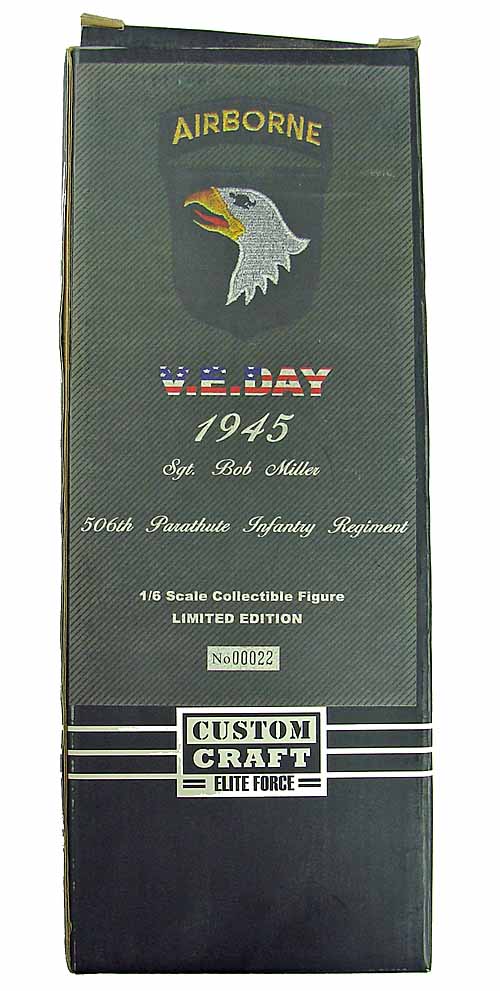 AIRBORNE
V.E.DAY
1945
Sgt. Bob Miller
506th Parathute Infantry Regiment
1/6 Scale Collectible Figure
LIMITED EDITION
No00022
CUSTOM
CRAFT
ELITE FORCE